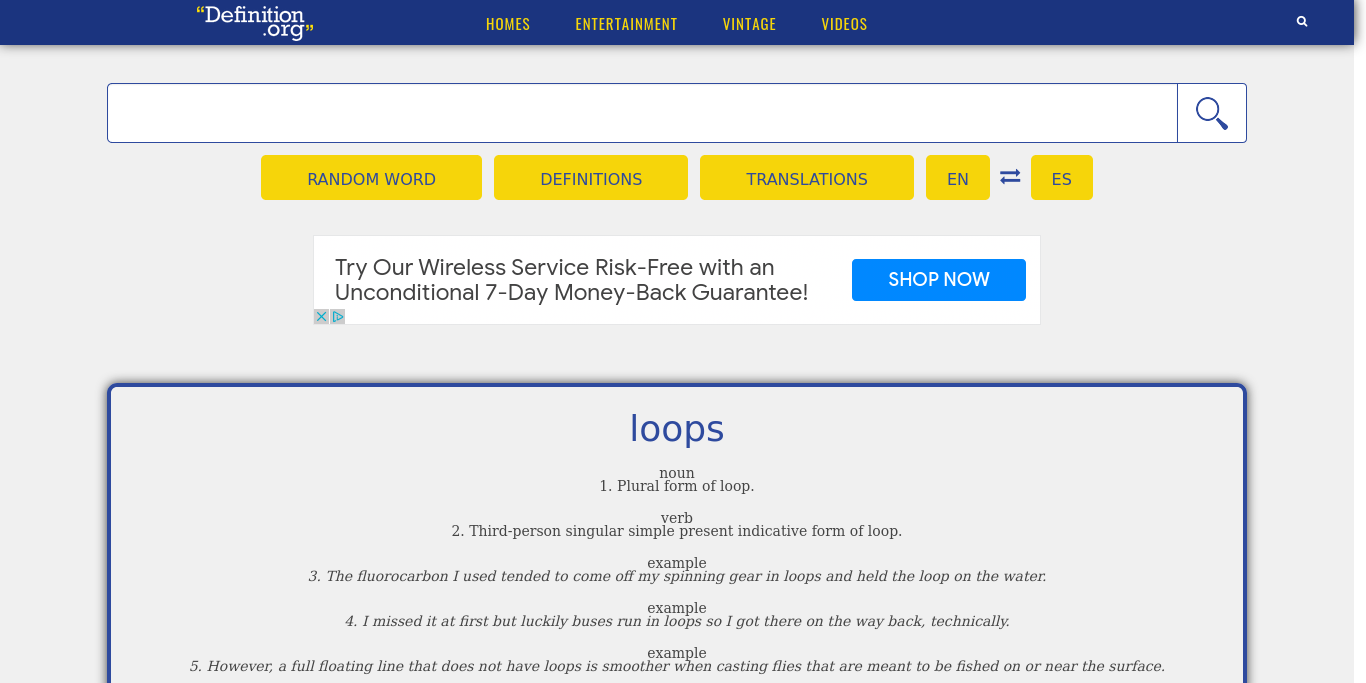 “Definition
.org”
HOMES ENTERTAINMENT VINTAGE VIDEOS
RANDOM WORD DEFINITIONS TRANSLATIONS EN ES
Try Our Wireless Service Risk-Free with an
Unconditional 7-Day Money-Back Guarantee!
SHOP NOW
loops
noun
1. Plural form of loop.
verb
2. Third-person singular simple present indicative form of loop.
example
3. The fluorocarbon I used tended to come off my spinning gear in loops and held the loop on the water.
example
4. I missed it at first but luckily buses run in loops so I got there on the way back, technically.
example
5. However, a full floating line that does not have loops is smoother when casting flies that are meant to be fished on or near the surface.